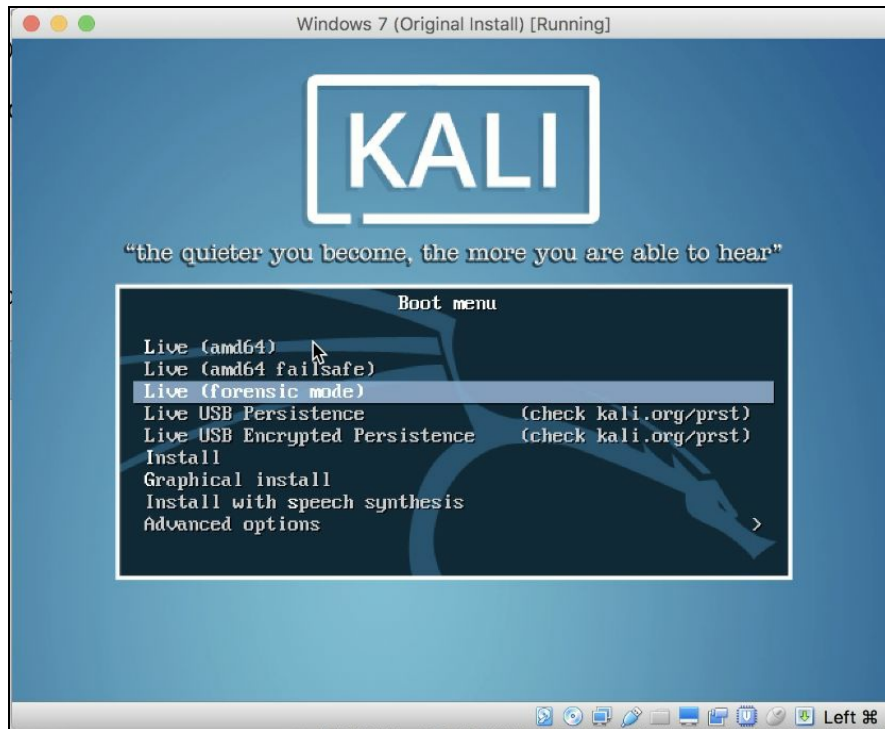 Windows 7 (Original Install) [Running]
KALI
“the quieter you become, the more you are able to hear”
Boot menu
Live (amd64)
Live (amd64 failsafe)
Live (forensic mode)
Live USB Persistence (check kali.org/prst)
Live USB Encrypted Persistence (check kali.org/prst)
Install
Graphical install
Install with speech synthesis
Advanced options >
Left ⌘